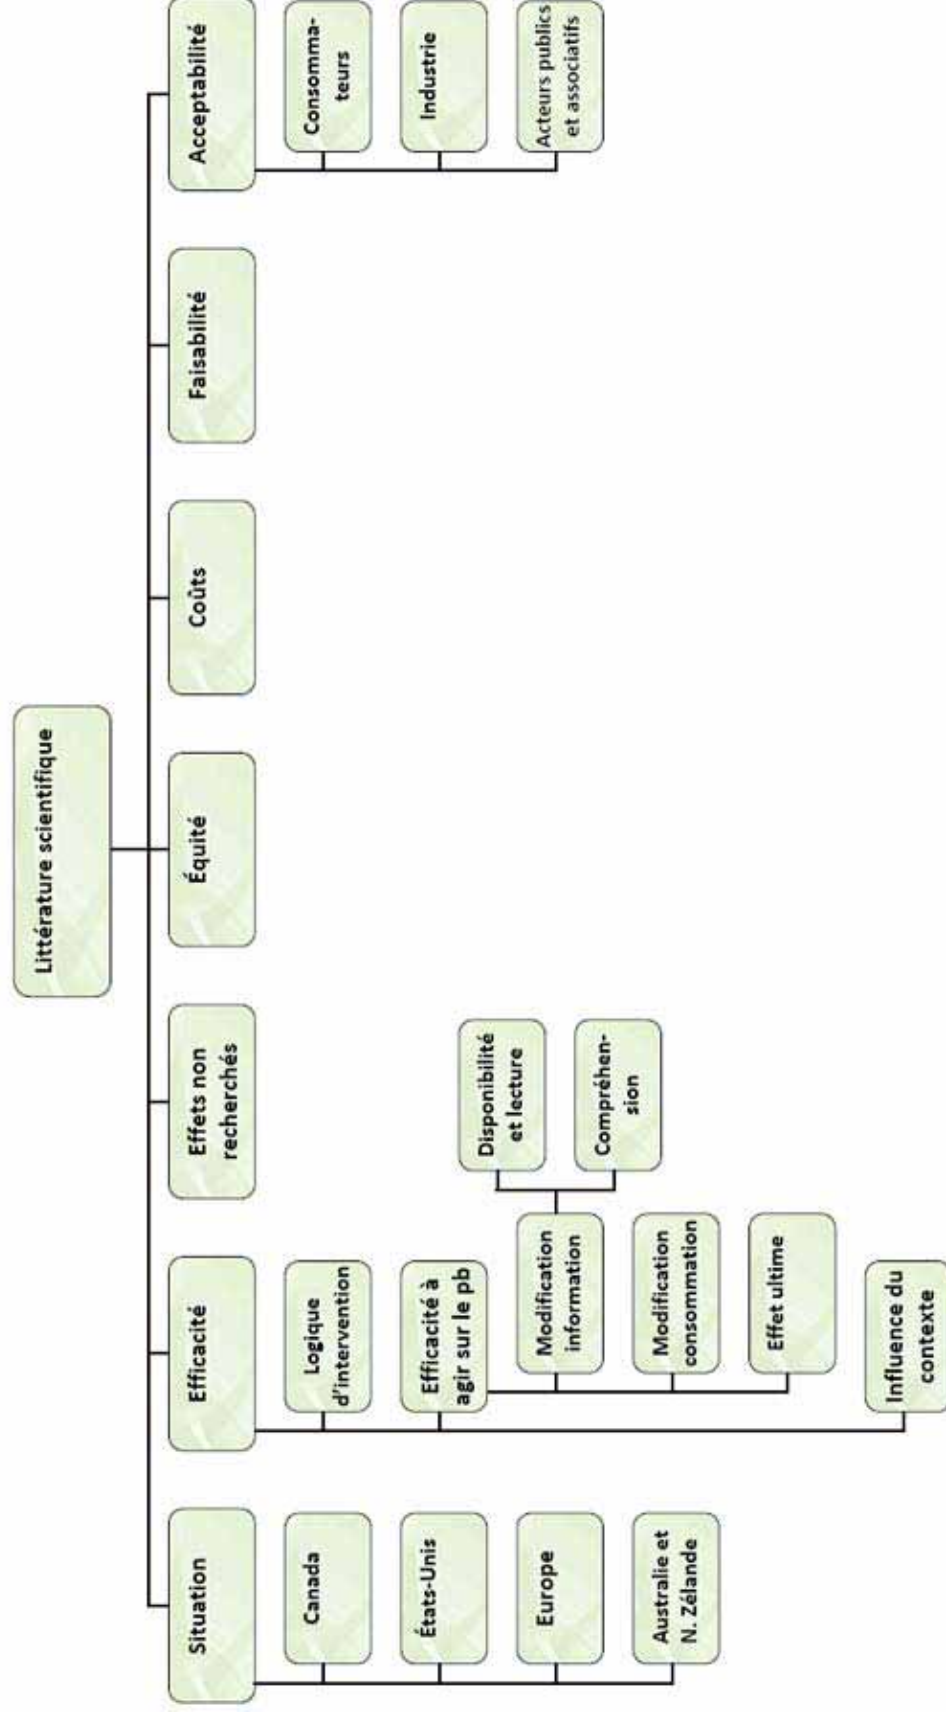 Littérature scientifique
Situation
Canada
États-Unis
Europe
Australie et
N. Zélande
Efficacité
Logique
d'intervention
Efficacité à
agir sur le pb
Modification
information
Disponibilité
et lecture
Compréhen-
sion
Modification
consommation
Effet ultime
Influence du
contexte
Effets non
recherchés
Équité
Coûts
Faisabilité
Acceptabilité
Consomma-
teurs
Industrie
Acteurs publics
et associatifs